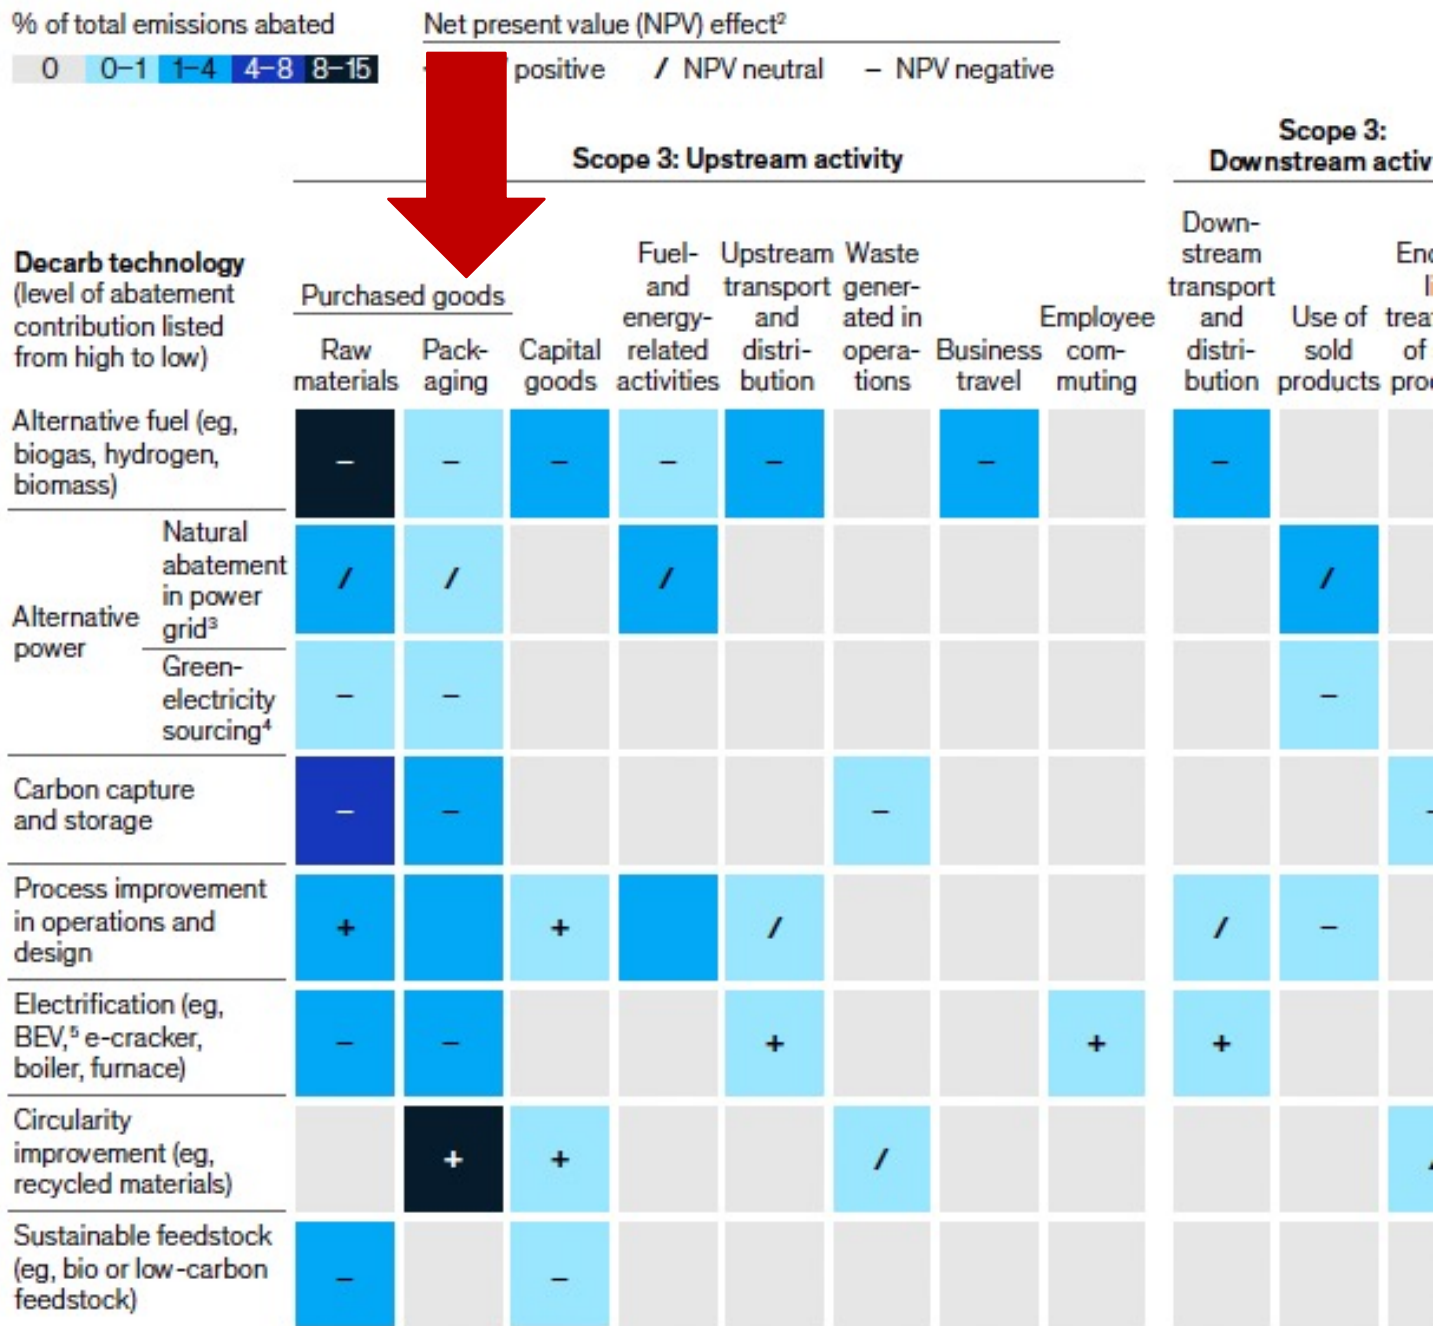 % of total emissions abated
Net present value (NPV) effect²
0 0–1 1–4 4–8 8–15
positive / NPV neutral – NPV negative
Scope 3: Upstream activity
Scope 3:
Downstream
Decarb technology
(level of abatement
contribution listed
from high to low)
Purchased goods
Raw
materials
Pack-
aging
Capital
goods
Fuel-
and
energy-
related
activities
Upstream
transport
and
distri-
bution
Waste
gener-
ated in
opera-
tions
Business
travel
Employee
com-
muting
Down-
stream
transport
and
distri-
bution
Use of
sold
products
of
Alternative fuel (eg,
biogas, hydrogen,
biomass)
– – – – – – –
Alternative
power
Natural
abatement
in power
grid³
/ / / /
Green-
electricity
sourcing⁴
– – –
Carbon capture
and storage
– – –
Process improvement
in operations and
design
+ + / / –
Electrification (eg,
BEV,⁵ e-cracker,
boiler, furnace)
– – + + +
Circularity
improvement (eg,
recycled materials)
+ + /
Sustainable feedstock
(eg, bio or low-carbon
feedstock)
– –